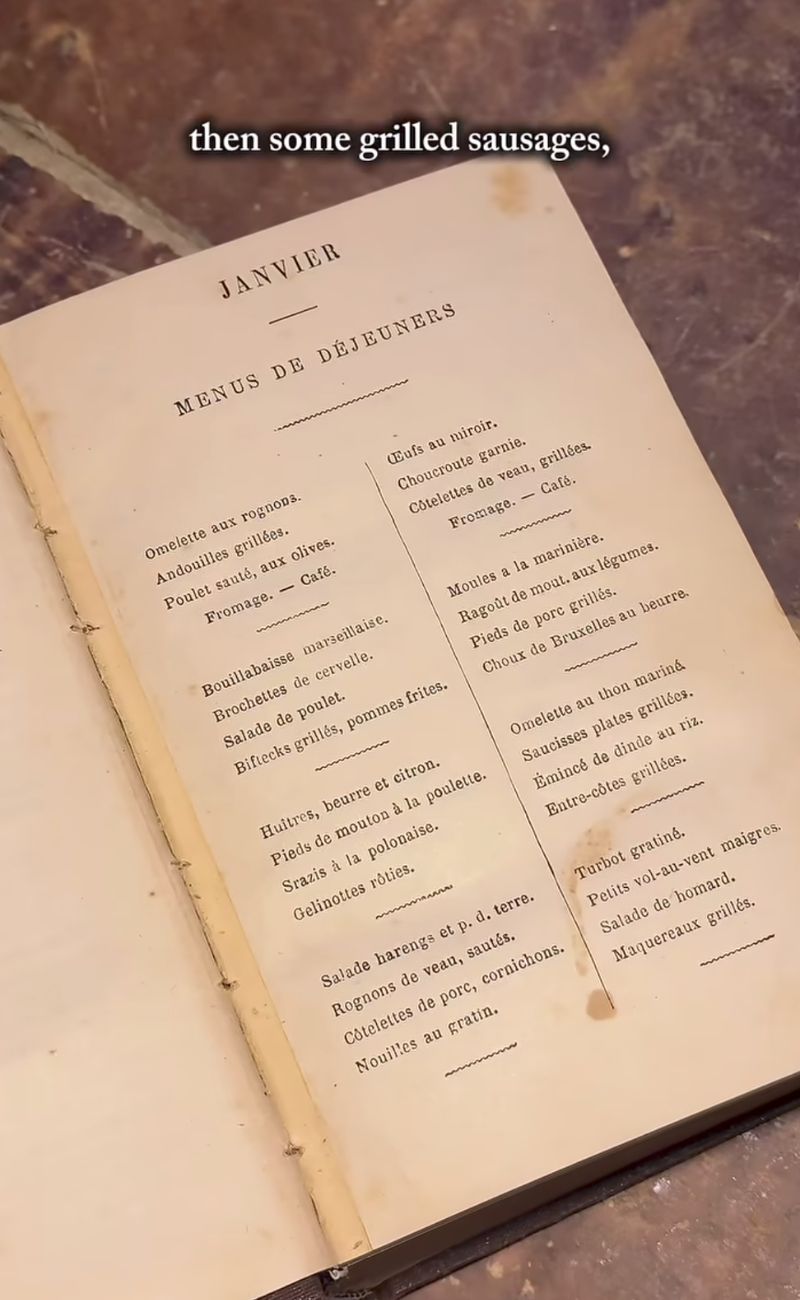 then some grilled sausages,
JANVIER
MENUS DE DÉJEUNERS
Omelette aux rognons.
Andouilles grillées.
Poulet sauté, aux olives.
Fromage. — Café.
Bouillabaisse marseillaise.
Brochettes de cervelle.
Salade de poulet.
Biftecks grillés, pommes frites.
Huîtres, beurre et citron.
Pieds de mouton à la poulette.
Srazis à la polonaise.
Gelinottes rôties.
Salade harengs et p. d. terre.
Rognons de veau, sautés.
Côtelettes de porc, cornichons.
Nouilles au gratin.
Œufs au miroir.
Choucroute garnie.
Côtelettes de veau, grillées.
Fromage. — Café.
Moules a la marinière.
Ragoût de mout. aux légumes.
Pieds de porc grillés.
Choux de Bruxelles au beurre.
Omelette au thon mariné.
Saucisses plates grillées.
Émincé de dinde au riz.
Entre-côtes grillées.
Turbot gratiné.
Petits vol-au-vent maigres.
Salade de homard.
Maquereaux grillés.